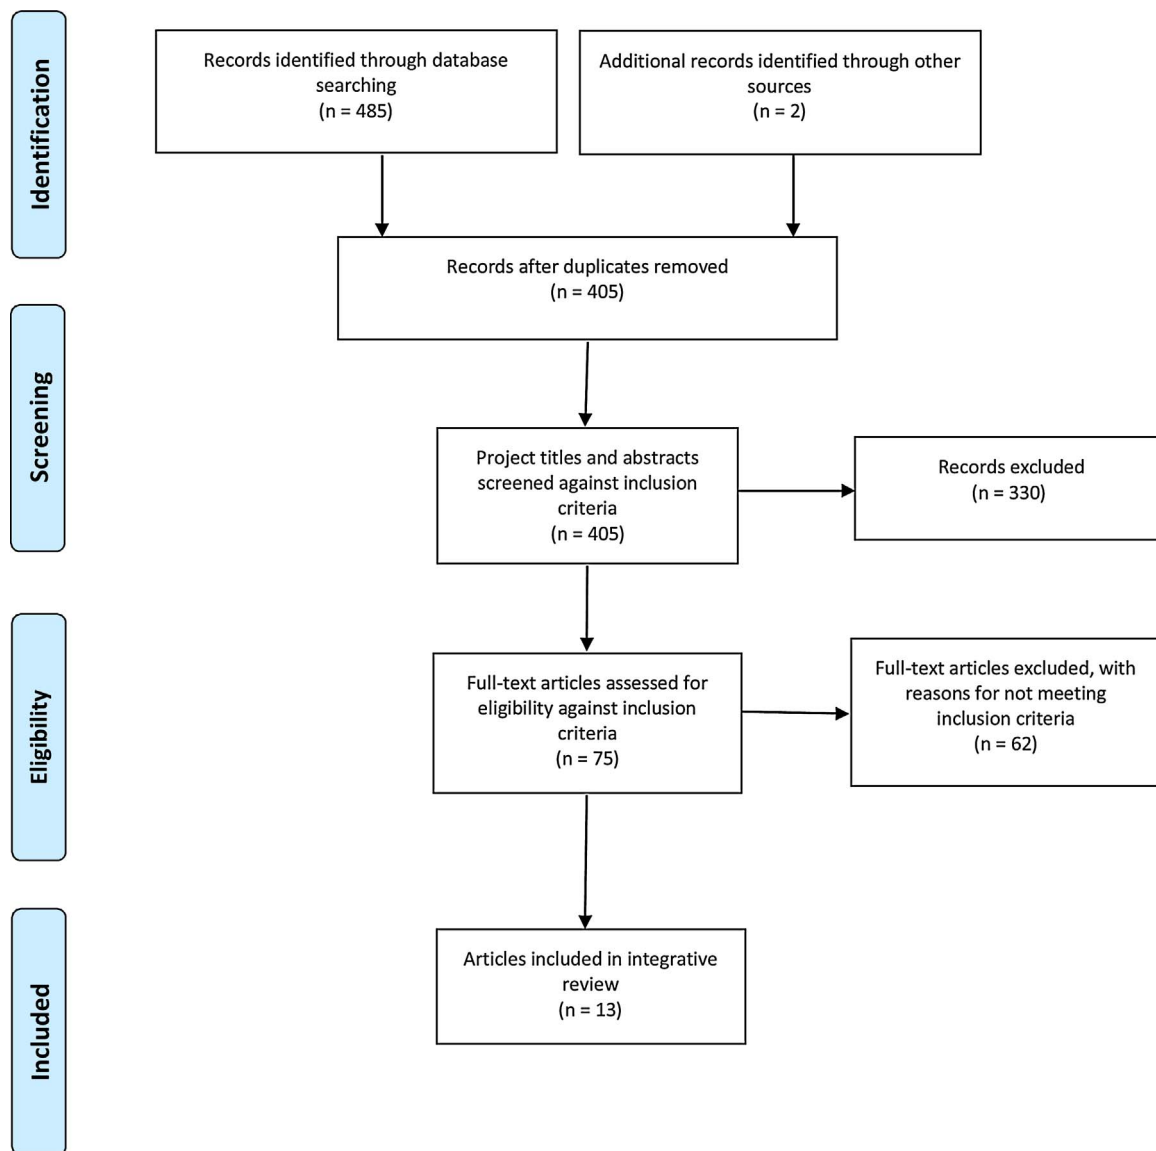 Identification
Records identified through database
searching
(n = 485)
Additional records identified through other
sources
(n = 2)
Records after duplicates removed
(n = 405)
Screening
Project titles and abstracts
screened against inclusion
criteria
(n = 405)
Records excluded
(n = 330)
Eligibility
Full-text articles assessed for
eligibility against inclusion
criteria
(n = 75)
Full-text articles excluded, with
reasons for not meeting
inclusion criteria
(n = 62)
Included
Articles included in integrative
review
(n = 13)